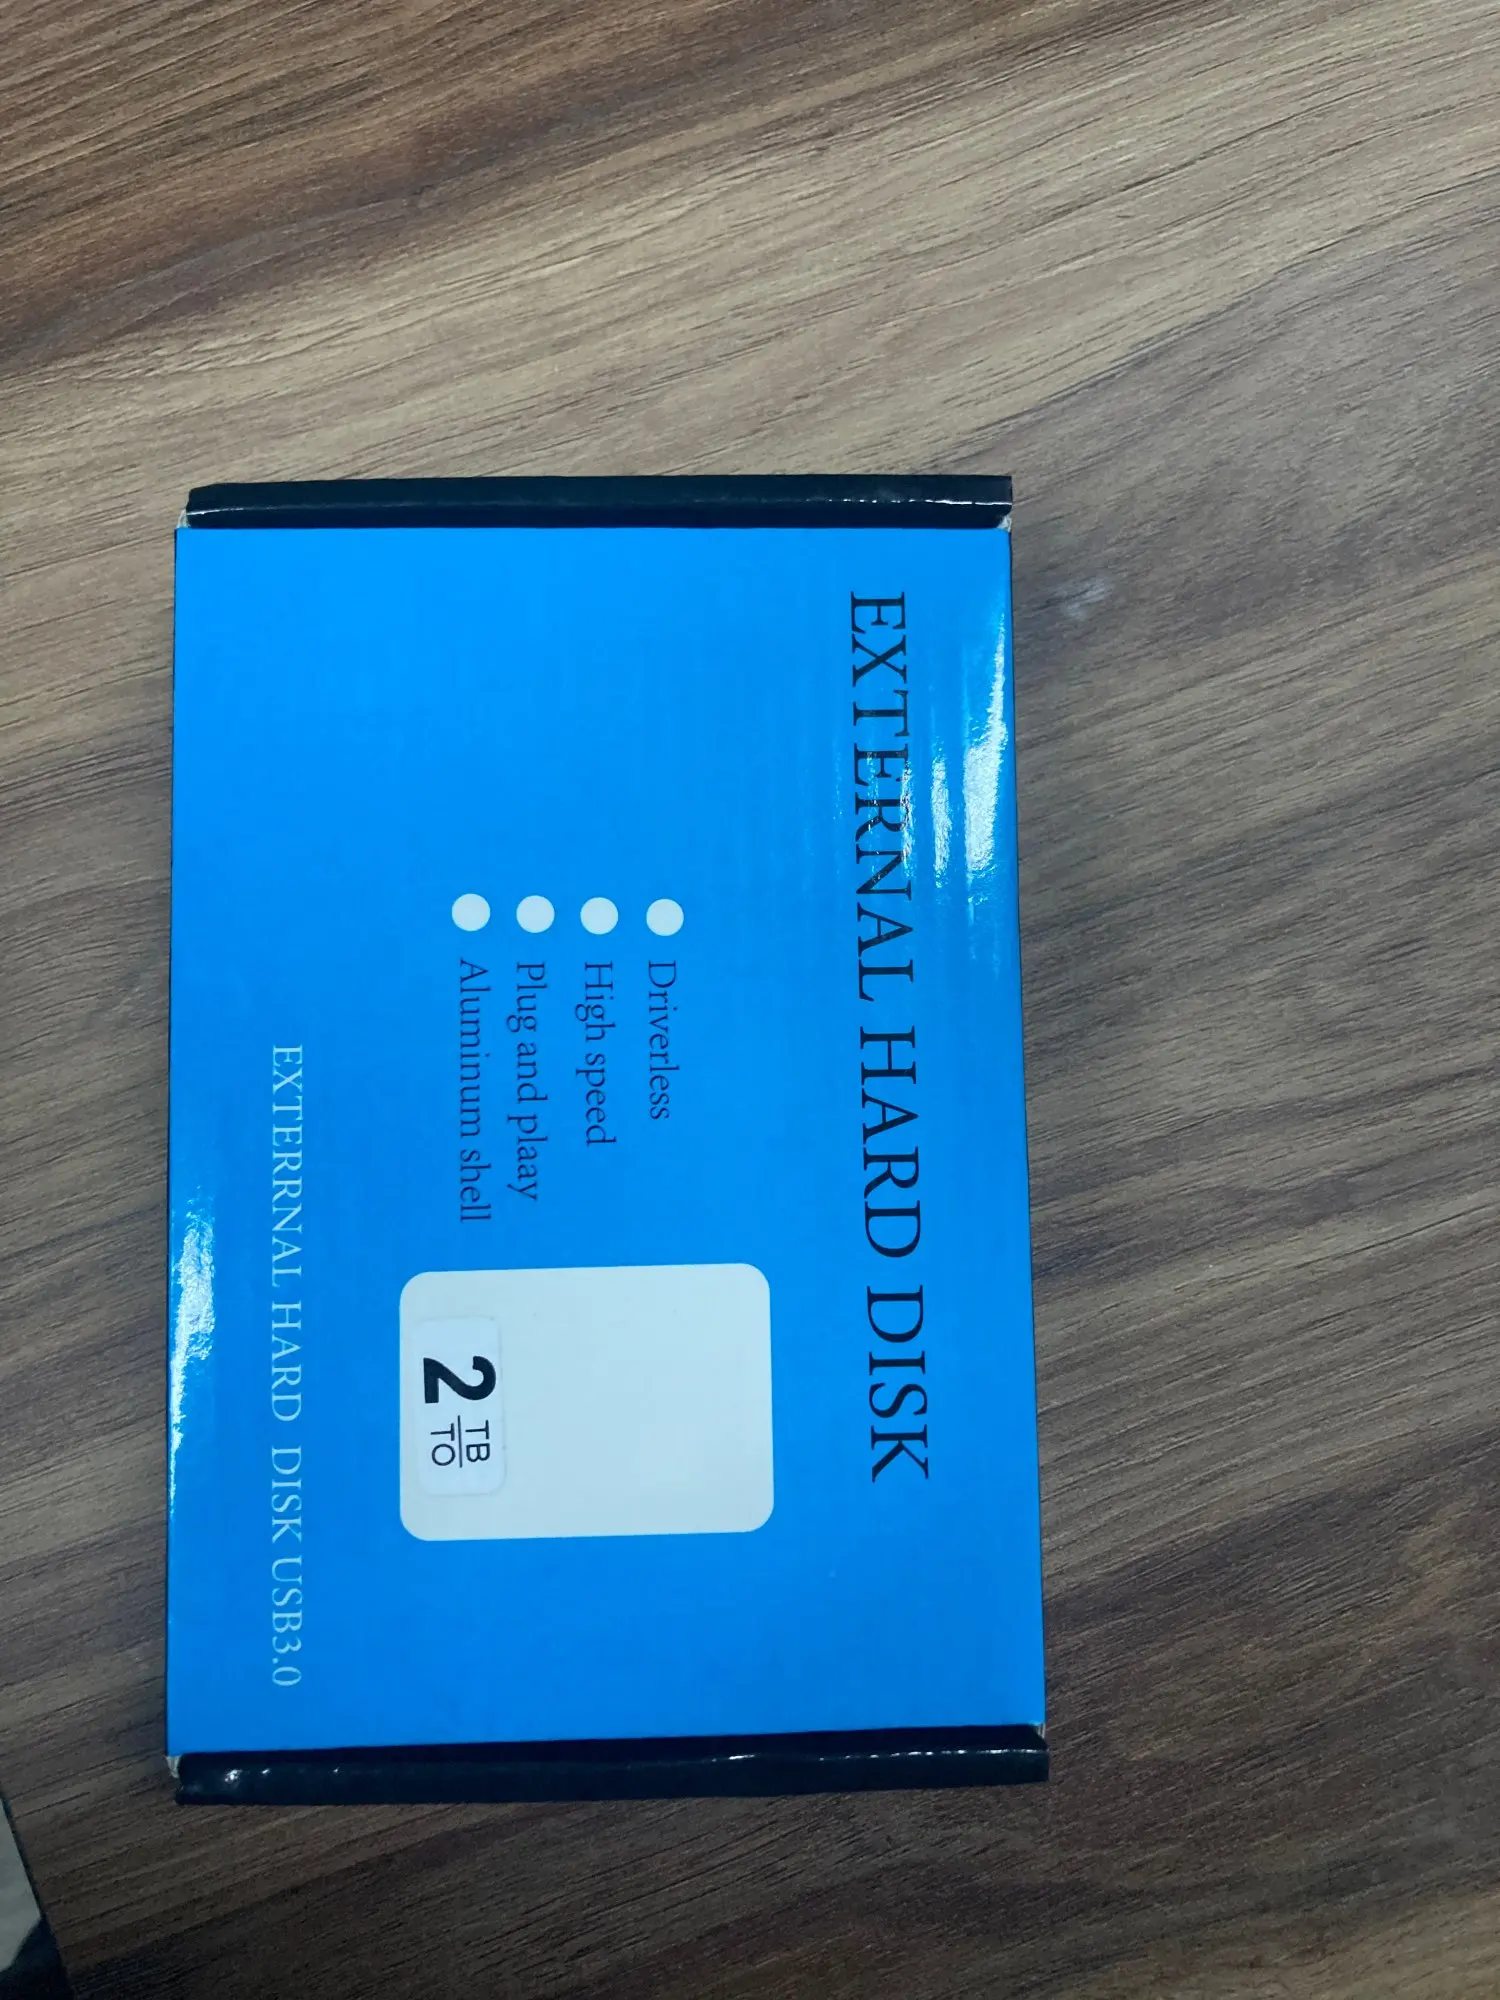 EXTERNAL HARD DISK
Driverless
High speed
Plug and plaay
Aluminum shell
2 TB
TO
EXTERRNAL HARD DISK USB3.0